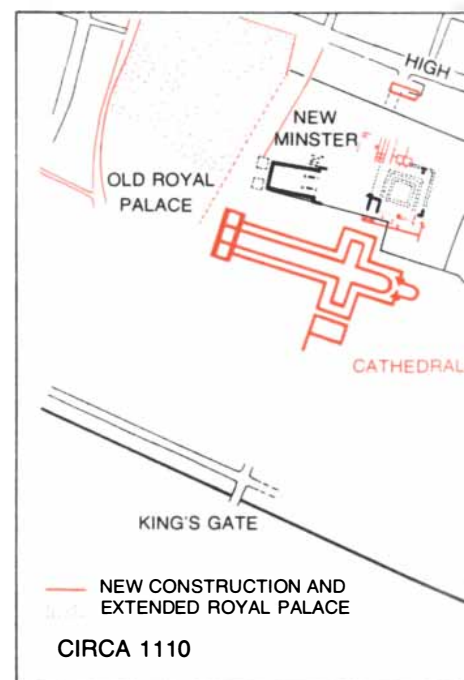 HIGH
NEW
MINSTER
OLD ROYAL
PALACE
CATHEDRAL
KING'S GATE
NEW CONSTRUCTION AND
EXTENDED ROYAL PALACE
CIRCA 1110